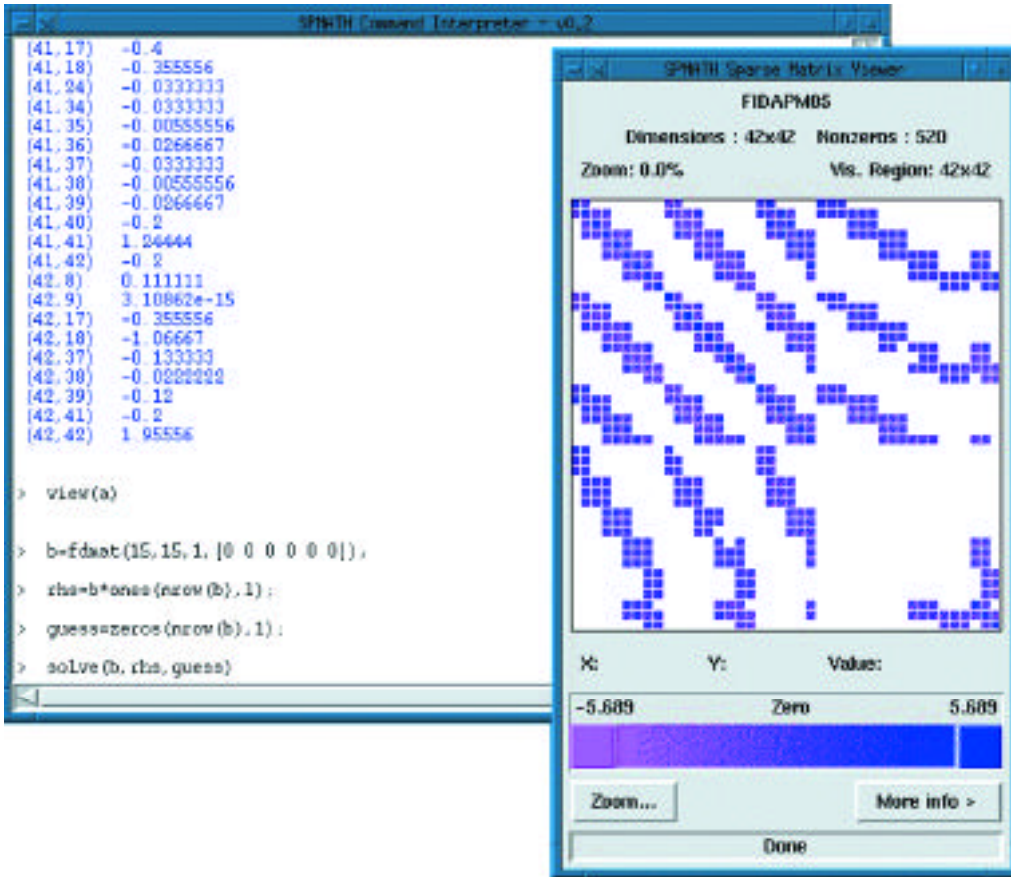 SPMATH Command Interpreter - v0.2
(41,17) -0.4
(41,18) -0.355556
(41,24) -0.0333333
(41,34) -0.0333333
(41,35) -0.00555556
(41,36) -0.0266667
(41,37) -0.0333333
(41,38) -0.00555556
(41,39) -0.0266667
(41,40) -0.2
(41,41) 1.24444
(41,42) -0.2
(42,8) 0.111111
(42,9) 3.10862e-15
(42,17) -0.355556
(42,18) -1.06667
(42,37) -0.133333
(42,38) -0.0222222
(42,39) -0.12
(42,41) -0.2
(42,42) 1.95556
> view(a)
> b=fdmat(15,15,1,[0 0 0 0 0 0]);
> rhs=b*ones(nrow(b),1);
> guess=zeros(nrow(b),1);
> solve(b,rhs,guess)
SPMATH Sparse Matrix Viewer
FIDAPM05
Dimensions : 42x42 Nonzeros : 520
Zoom: 0.0% Vis. Region: 42x42
X: Y: Value:
-5.689 Zero 5.689
Zoom... More info >
Done